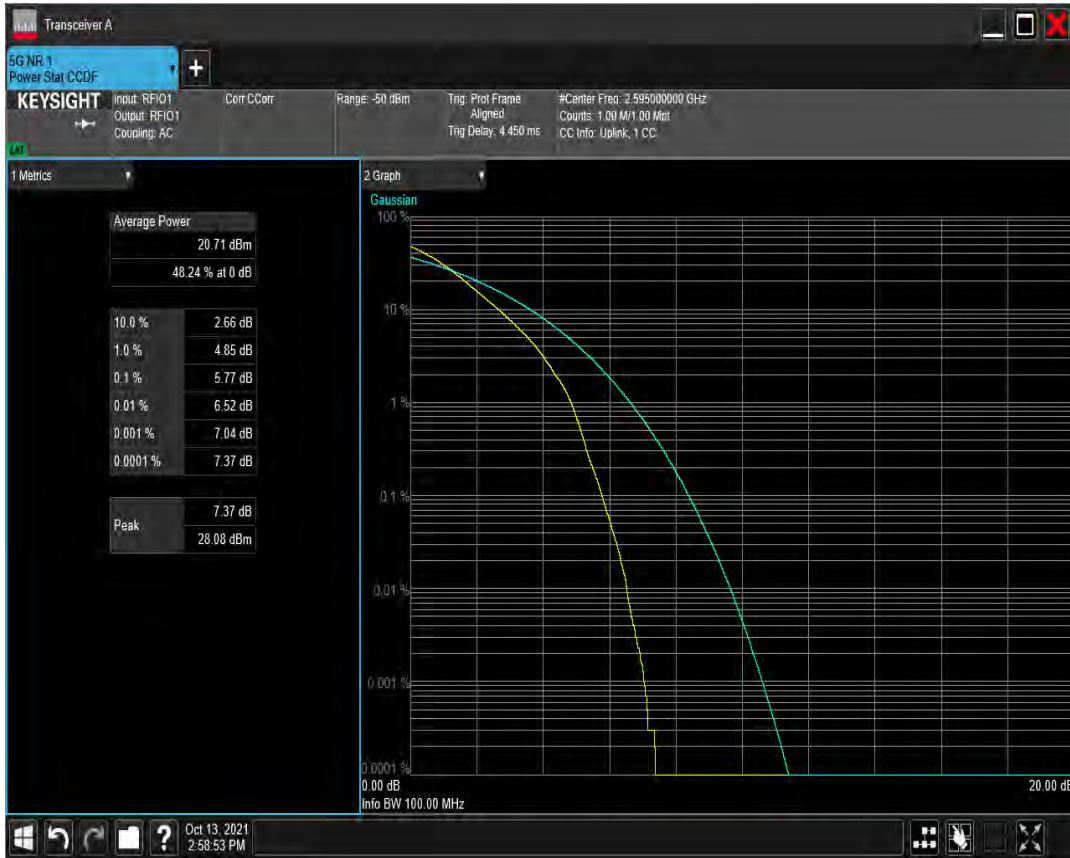 Transceiver A
5G NR 1
Power Stat CCDF
+
KEYSIGHT
Input: RFIO1
Output: RFIO1
Coupling: AC
Corr CCorr
Range: -50 dBm
Trig: Prot Frame
Aligned
Trig Delay: 4.450 ms
#Center Freq: 2.595000000 GHz
Counts: 1.00 M/1.00 Mpt
CC Info: Uplink, 1 CC
1 Metrics
Average Power
20.71 dBm
48.24 % at 0 dB
10.0 % 2.66 dB
1.0 % 4.85 dB
0.1 % 5.77 dB
0.01 % 6.52 dB
0.001 % 7.04 dB
0.0001 % 7.37 dB
Peak
7.37 dB
28.08 dBm
2 Graph
Gaussian
100 %
10 %
1 %
0.1 %
0.01 %
0.001 %
0.0001 %
0.00 dB
20.00 dB
Info BW 100.00 MHz
?
Oct 13, 2021
2:58:53 PM